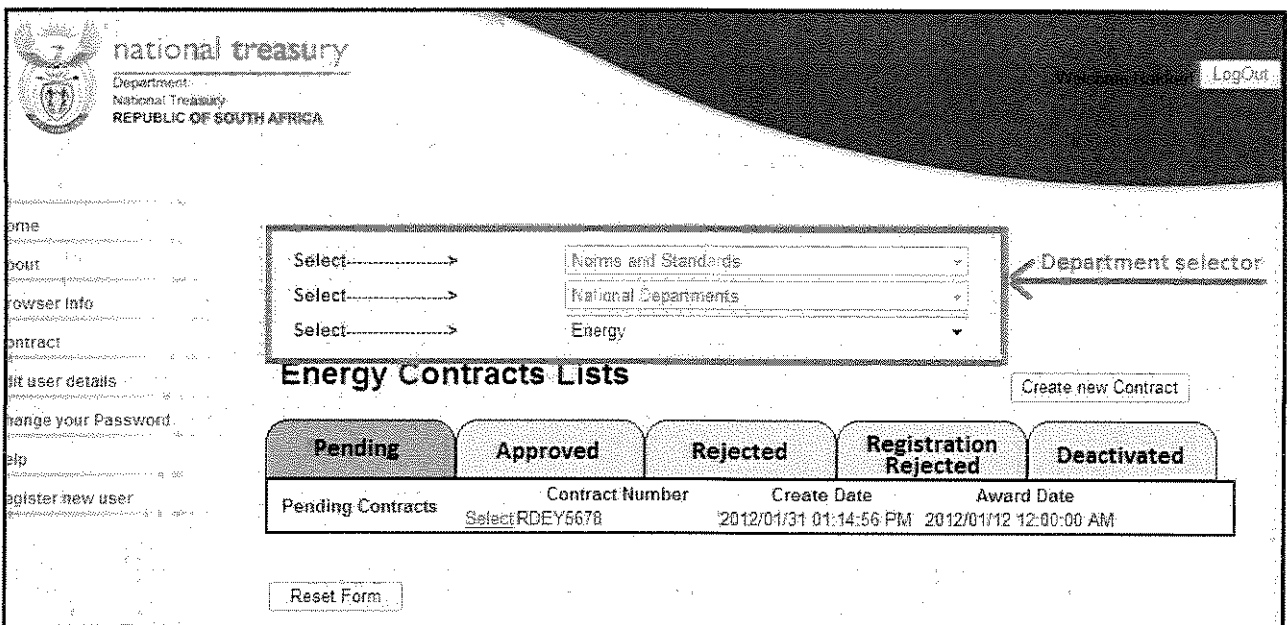 national treasury
Department:
National Treasury
REPUBLIC OF SOUTH AFRICA
LogOut
ome
bout
rowser Info
ontract
dit user details
hange your Password
elp
egister new user
Select------------------> Norms and Standards
Select------------------> National Departments
Select------------------> Energy
Department selector
Energy Contracts Lists
Create new Contract
Pending Approved Rejected Registration Rejected Deactivated
Pending Contracts Contract Number Create Date Award Date
Select RDEY5678 2012/01/31 01:14:56 PM 2012/01/12 12:00:00 AM
Reset Form